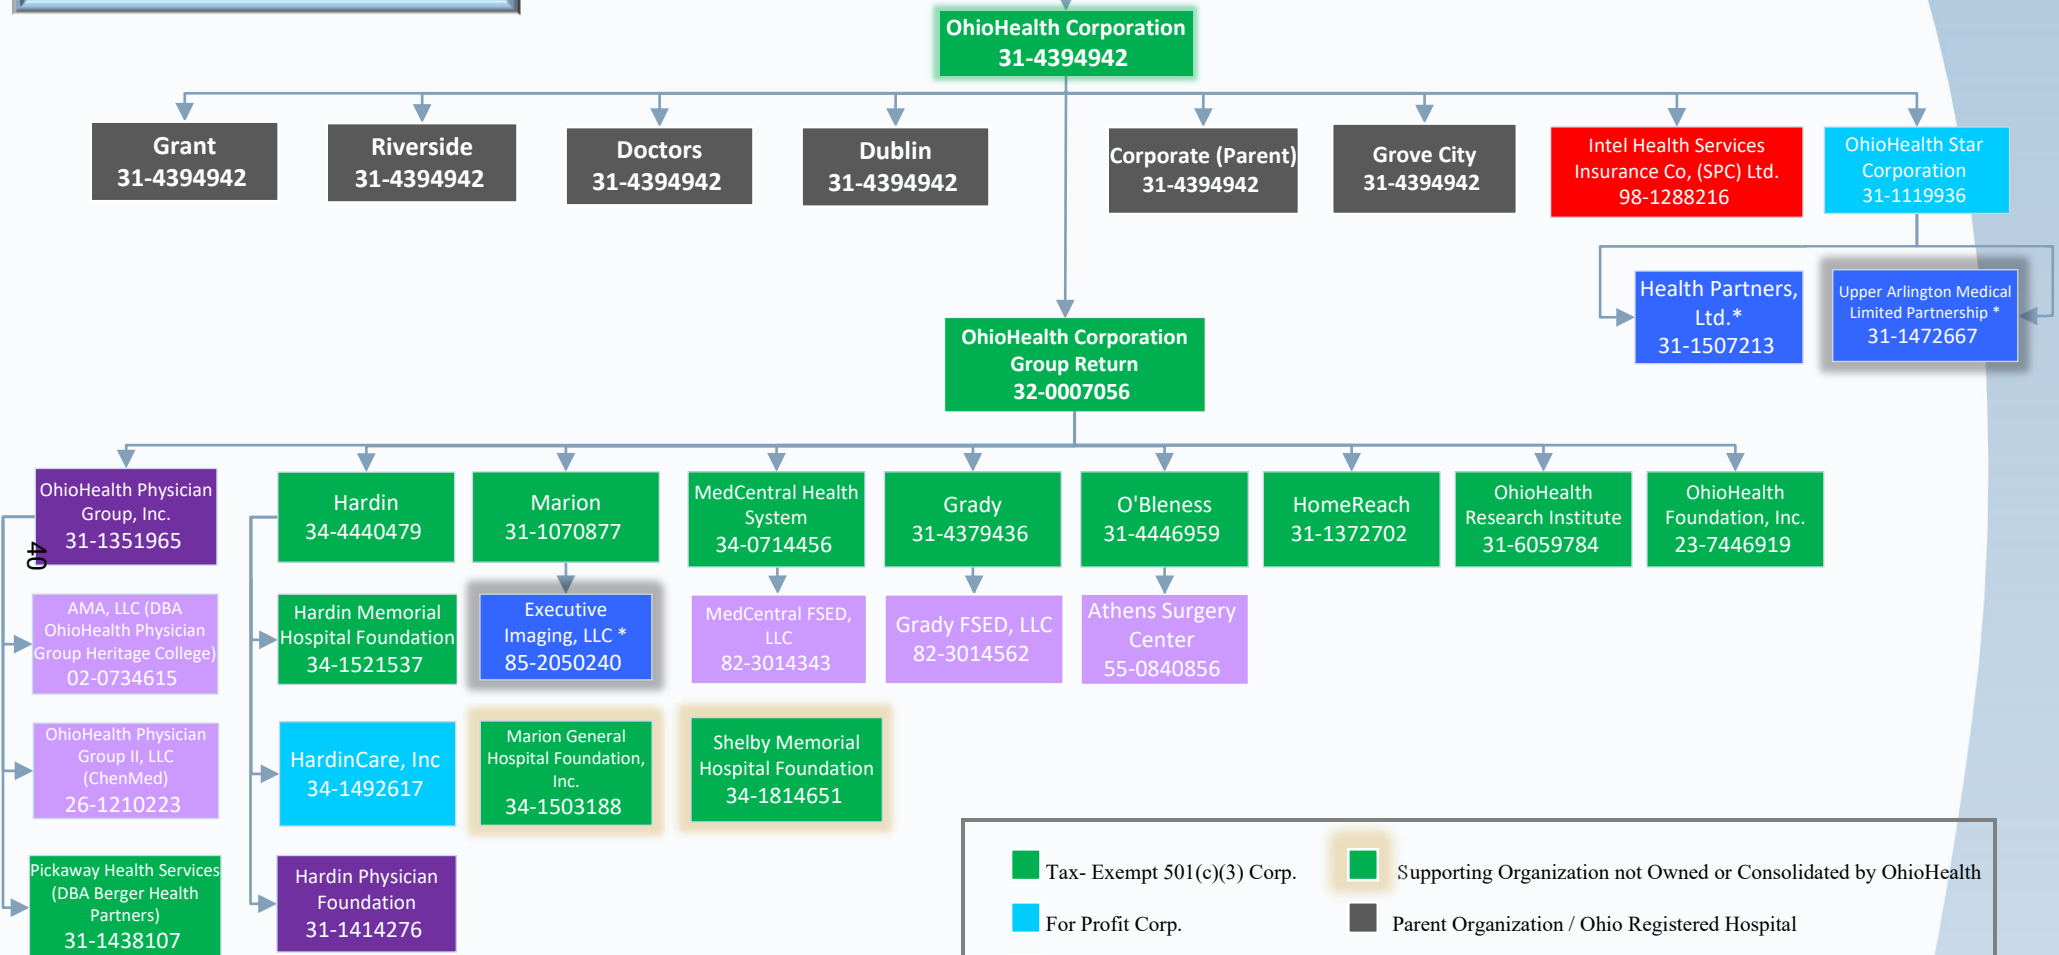 OhioHealth Corporation
31-4394942
Grant
31-4394942
Riverside
31-4394942
Doctors
31-4394942
Dublin
31-4394942
Corporate (Parent)
31-4394942
Grove City
31-4394942
Intel Health Services
Insurance Co, (SPC) Ltd.
98-1288216
OhioHealth Star
Corporation
31-1119936
Health Partners,
Ltd.*
31-1507213
Upper Arlington Medical
Limited Partnership *
31-1472667
OhioHealth Corporation
Group Return
32-0007056
OhioHealth Physician
Group, Inc.
31-1351965
Hardin
34-4440479
Marion
31-1070877
MedCentral Health
System
34-0714456
Grady
31-4379436
O'Bleness
31-4446959
HomeReach
31-1372702
OhioHealth
Research Institute
31-6059784
OhioHealth
Foundation, Inc.
23-7446919
40
AMA, LLC (DBA
OhioHealth Physician
Group Heritage College)
02-0734615
Hardin Memorial
Hospital Foundation
34-1521537
Executive
Imaging, LLC *
85-2050240
MedCentral FSED,
LLC
82-3014343
Grady FSED, LLC
82-3014562
Athens Surgery
Center
55-0840856
OhioHealth Physician
Group II, LLC
(ChenMed)
26-1210223
HardinCare, Inc
34-1492617
Marion General
Hospital Foundation,
Inc.
34-1503188
Shelby Memorial
Hospital Foundation
34-1814651
Pickaway Health Services
(DBA Berger Health
Partners)
31-1438107
Hardin Physician
Foundation
31-1414276
Tax- Exempt 501(c)(3) Corp.
Supporting Organization not Owned or Consolidated by OhioHealth
For Profit Corp.
Parent Organization / Ohio Registered Hospital